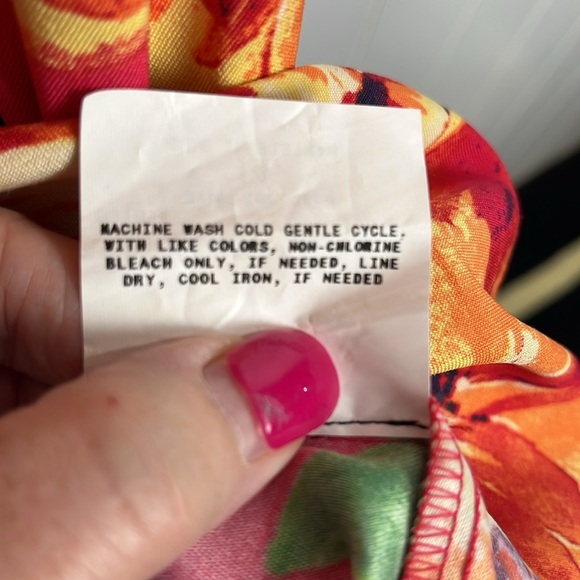 MACHINE WASH COLD GENTLE CYCLE,
WITH LIKE COLORS, NON-CHLORINE
BLEACH ONLY, IF NEEDED, LINE
DRY, COOL IRON, IF NEEDED